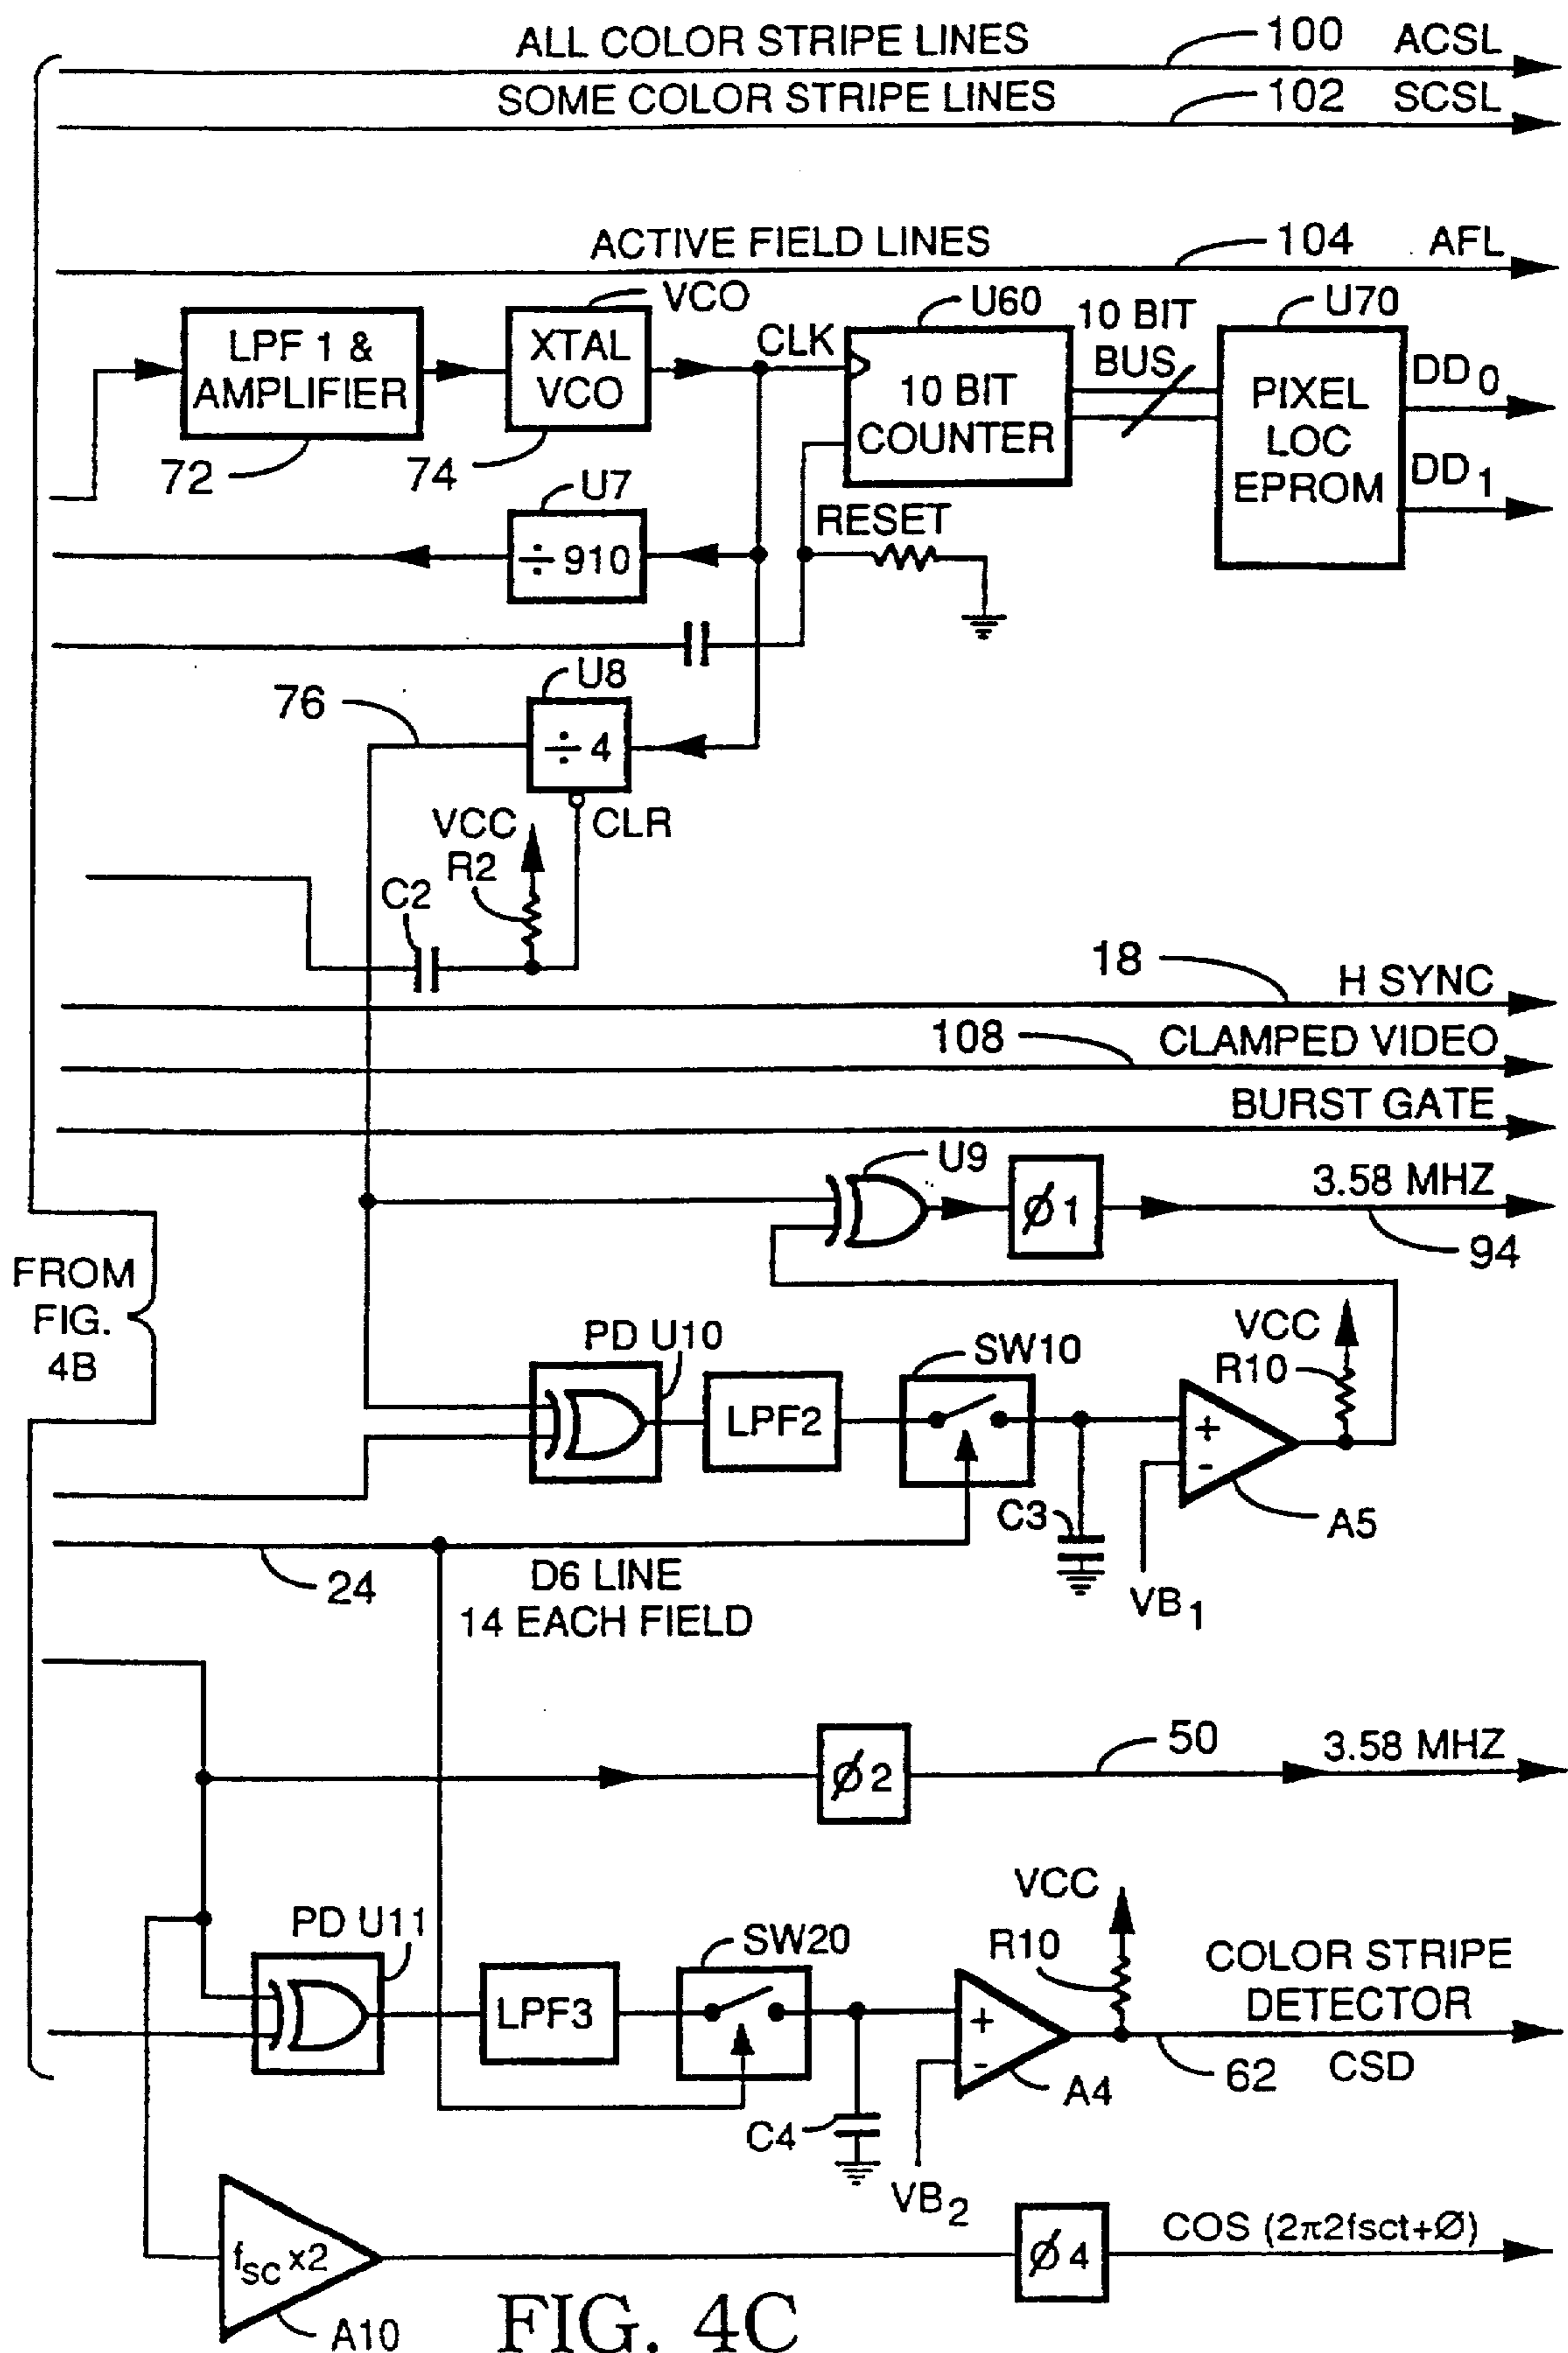 ALL COLOR STRIPE LINES 100 ACSL
SOME COLOR STRIPE LINES 102 SCSL
ACTIVE FIELD LINES 104 AFL
VCO
U60
10 BIT
BUS
U70
LPF 1 &
AMPLIFIER
XTAL
VCO
CLK
10 BIT
COUNTER
PIXEL
LOC
EPROM
DD0
DD1
72
74
U7
÷ 910
RESET
U8
76
÷ 4
VCC
CLR
R2
C2
18 H SYNC
108 CLAMPED VIDEO
BURST GATE
U9
ϕ 1
3.58 MHZ
94
FROM
FIG.
4B
PD U10
LPF2
SW10
VCC
R10
+
-
C3
A5
VB1
24
D6 LINE
14 EACH FIELD
ϕ 2
50
3.58 MHZ
PD U11
LPF3
SW20
VCC
R10
+
-
COLOR STRIPE
DETECTOR
CSD
62
A4
C4
VB2
fSC x2
A10
ϕ 4
COS (2π2fsct+Ø)
FIG. 4C